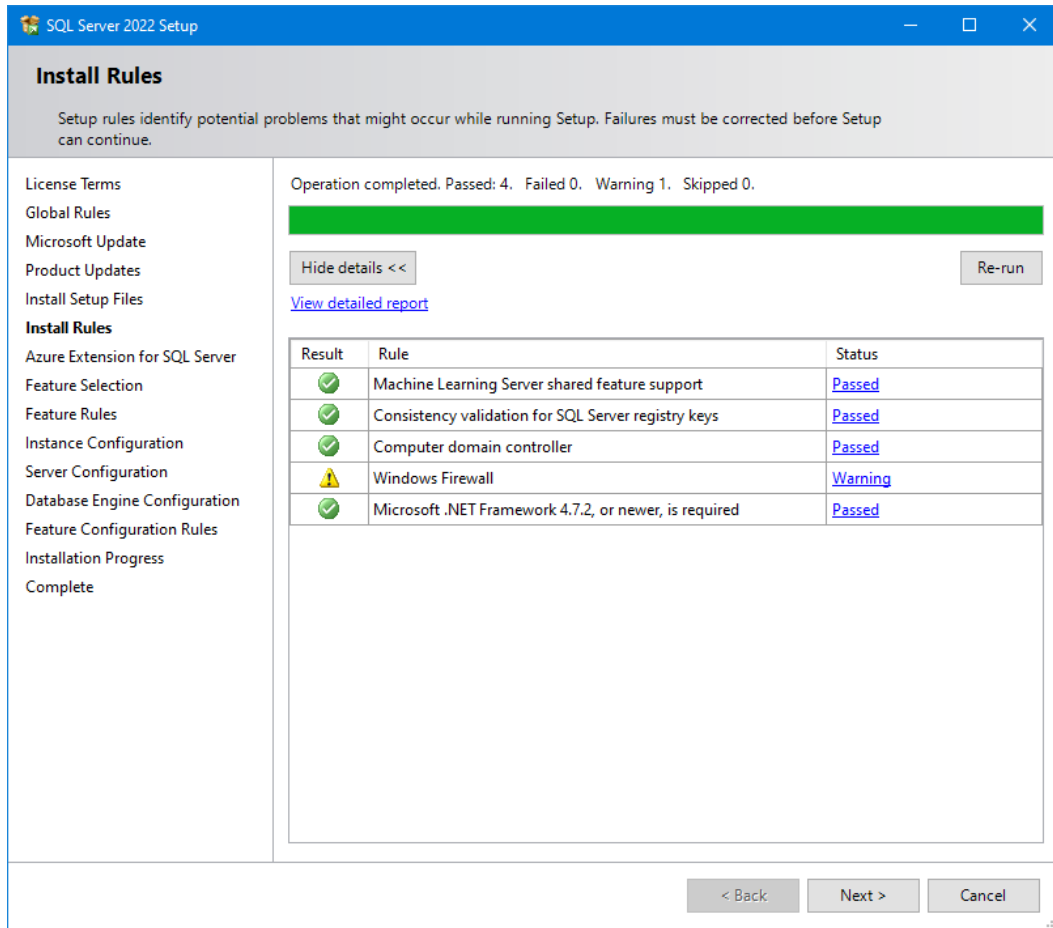 SQL Server 2022 Setup
Install Rules
Setup rules identify potential problems that might occur while running Setup. Failures must be corrected before Setup
can continue.
License Terms
Global Rules
Microsoft Update
Product Updates
Install Setup Files
Install Rules
Azure Extension for SQL Server
Feature Selection
Feature Rules
Instance Configuration
Server Configuration
Database Engine Configuration
Feature Configuration Rules
Installation Progress
Complete
Operation completed. Passed: 4.   Failed 0.   Warning 1.   Skipped 0.
Hide details <<
Re-run
View detailed report
Result Rule Status
Machine Learning Server shared feature support Passed
Consistency validation for SQL Server registry keys Passed
Computer domain controller Passed
Windows Firewall Warning
Microsoft .NET Framework 4.7.2, or newer, is required Passed
< Back Next > Cancel